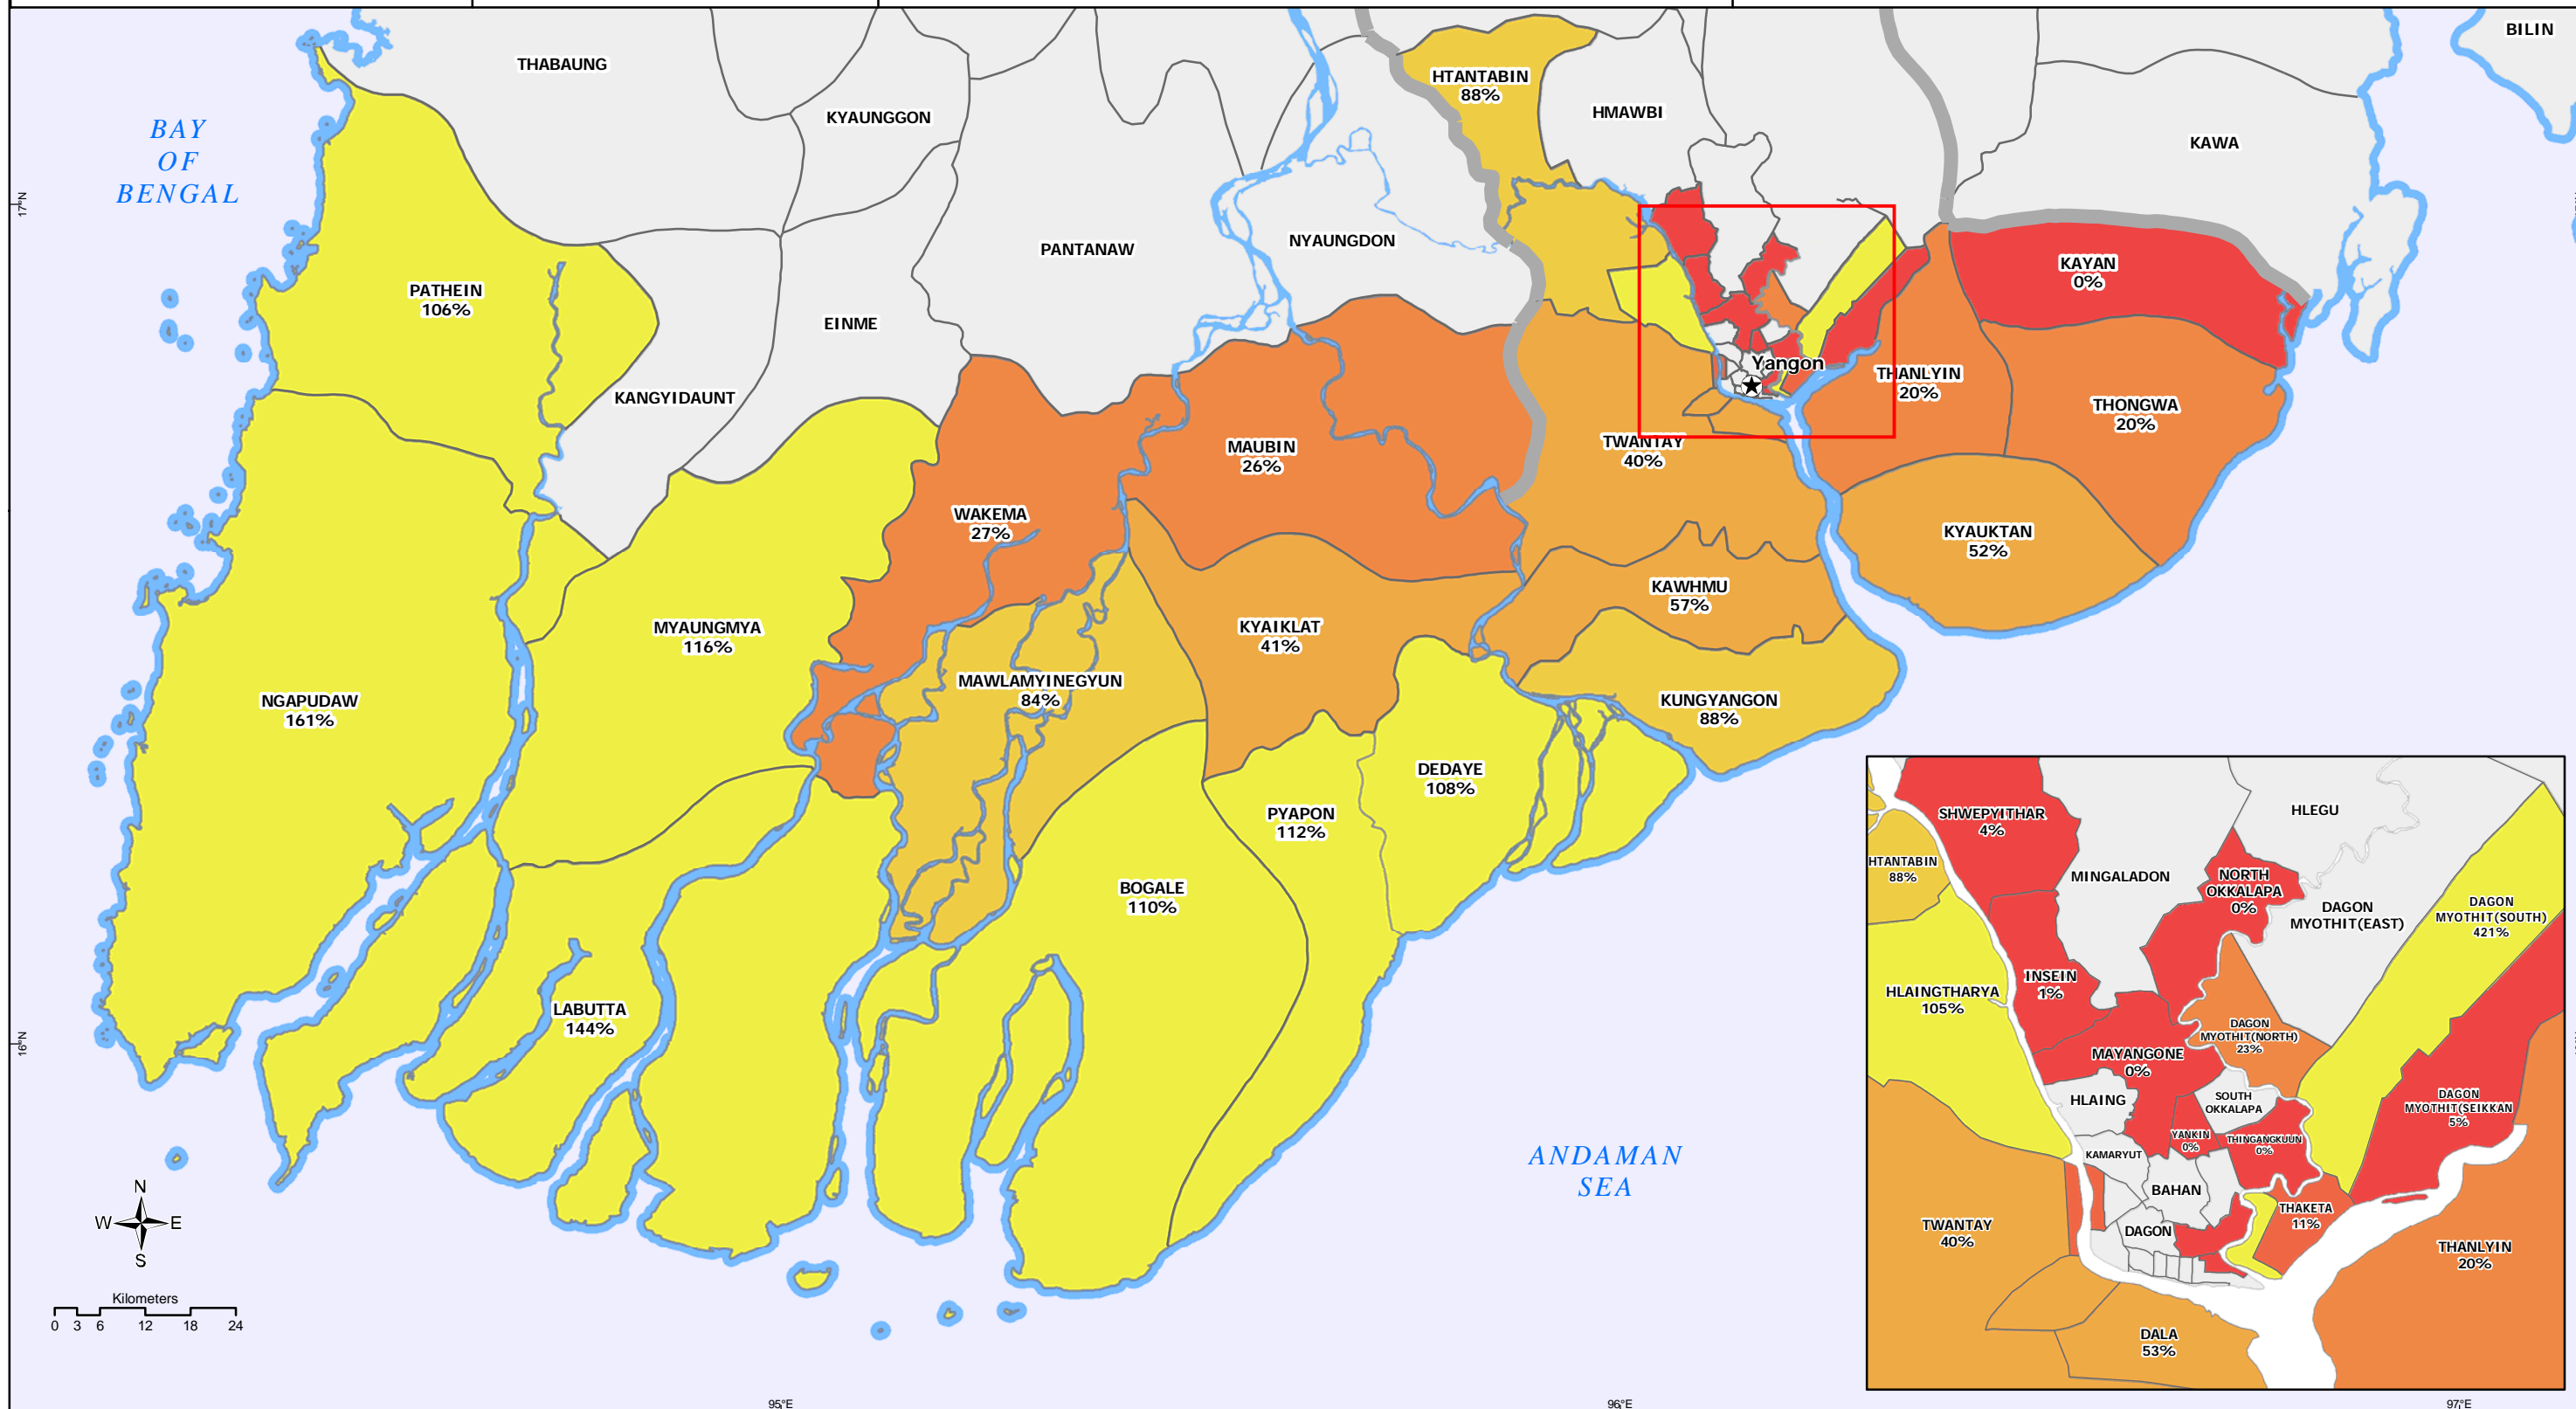 THABAUNG
KYAUNGGON
HTANTABIN
88%
HMAWBI
BILIN
KAWA
BAY
OF
BENGAL
17°N
PANTANAW
NYAUNGDON
KAYAN
0%
PATHEIN
106%
EINME
KANGYIDAUNT
Yangon
THANLYIN
20%
THONGWA
20%
MAUBIN
26%
TWANTAY
40%
WAKEMA
27%
KYAUKTAN
52%
KAWHMU
57%
MYAUNGMYA
116%
KYAIKLAT
41%
MAWLAMYINEGYUN
84%
NGAPUDAW
161%
KUNGYANGON
88%
DEDAYE
108%
PYAPON
112%
BOGALE
110%
LABUTTA
144%
16°N
ANDAMAN
SEA
N
W
E
S
Kilometers
0 3 6 12 18 24
95°E
96°E
97°E
SHWEPYITHAR
4%
HLEGU
HTANTABIN
88%
MINGALADON
NORTH
OKKALAPA
0%
DAGON
MYOTHIT(EAST)
DAGON
MYOTHIT(SOUTH)
421%
INSEIN
1%
HLAINGTHARYA
105%
DAGON
MYOTHIT(NORTH)
23%
MAYANGONE
0%
HLAING
SOUTH
OKKALAPA
DAGON
MYOTHIT(SEIKKAN
5%
YANKIN
0%
THINGANGKUUN
0%
KAMARYUT
BAHAN
THAKETA
11%
TWANTAY
40%
DAGON
THANLYIN
20%
DALA
53%